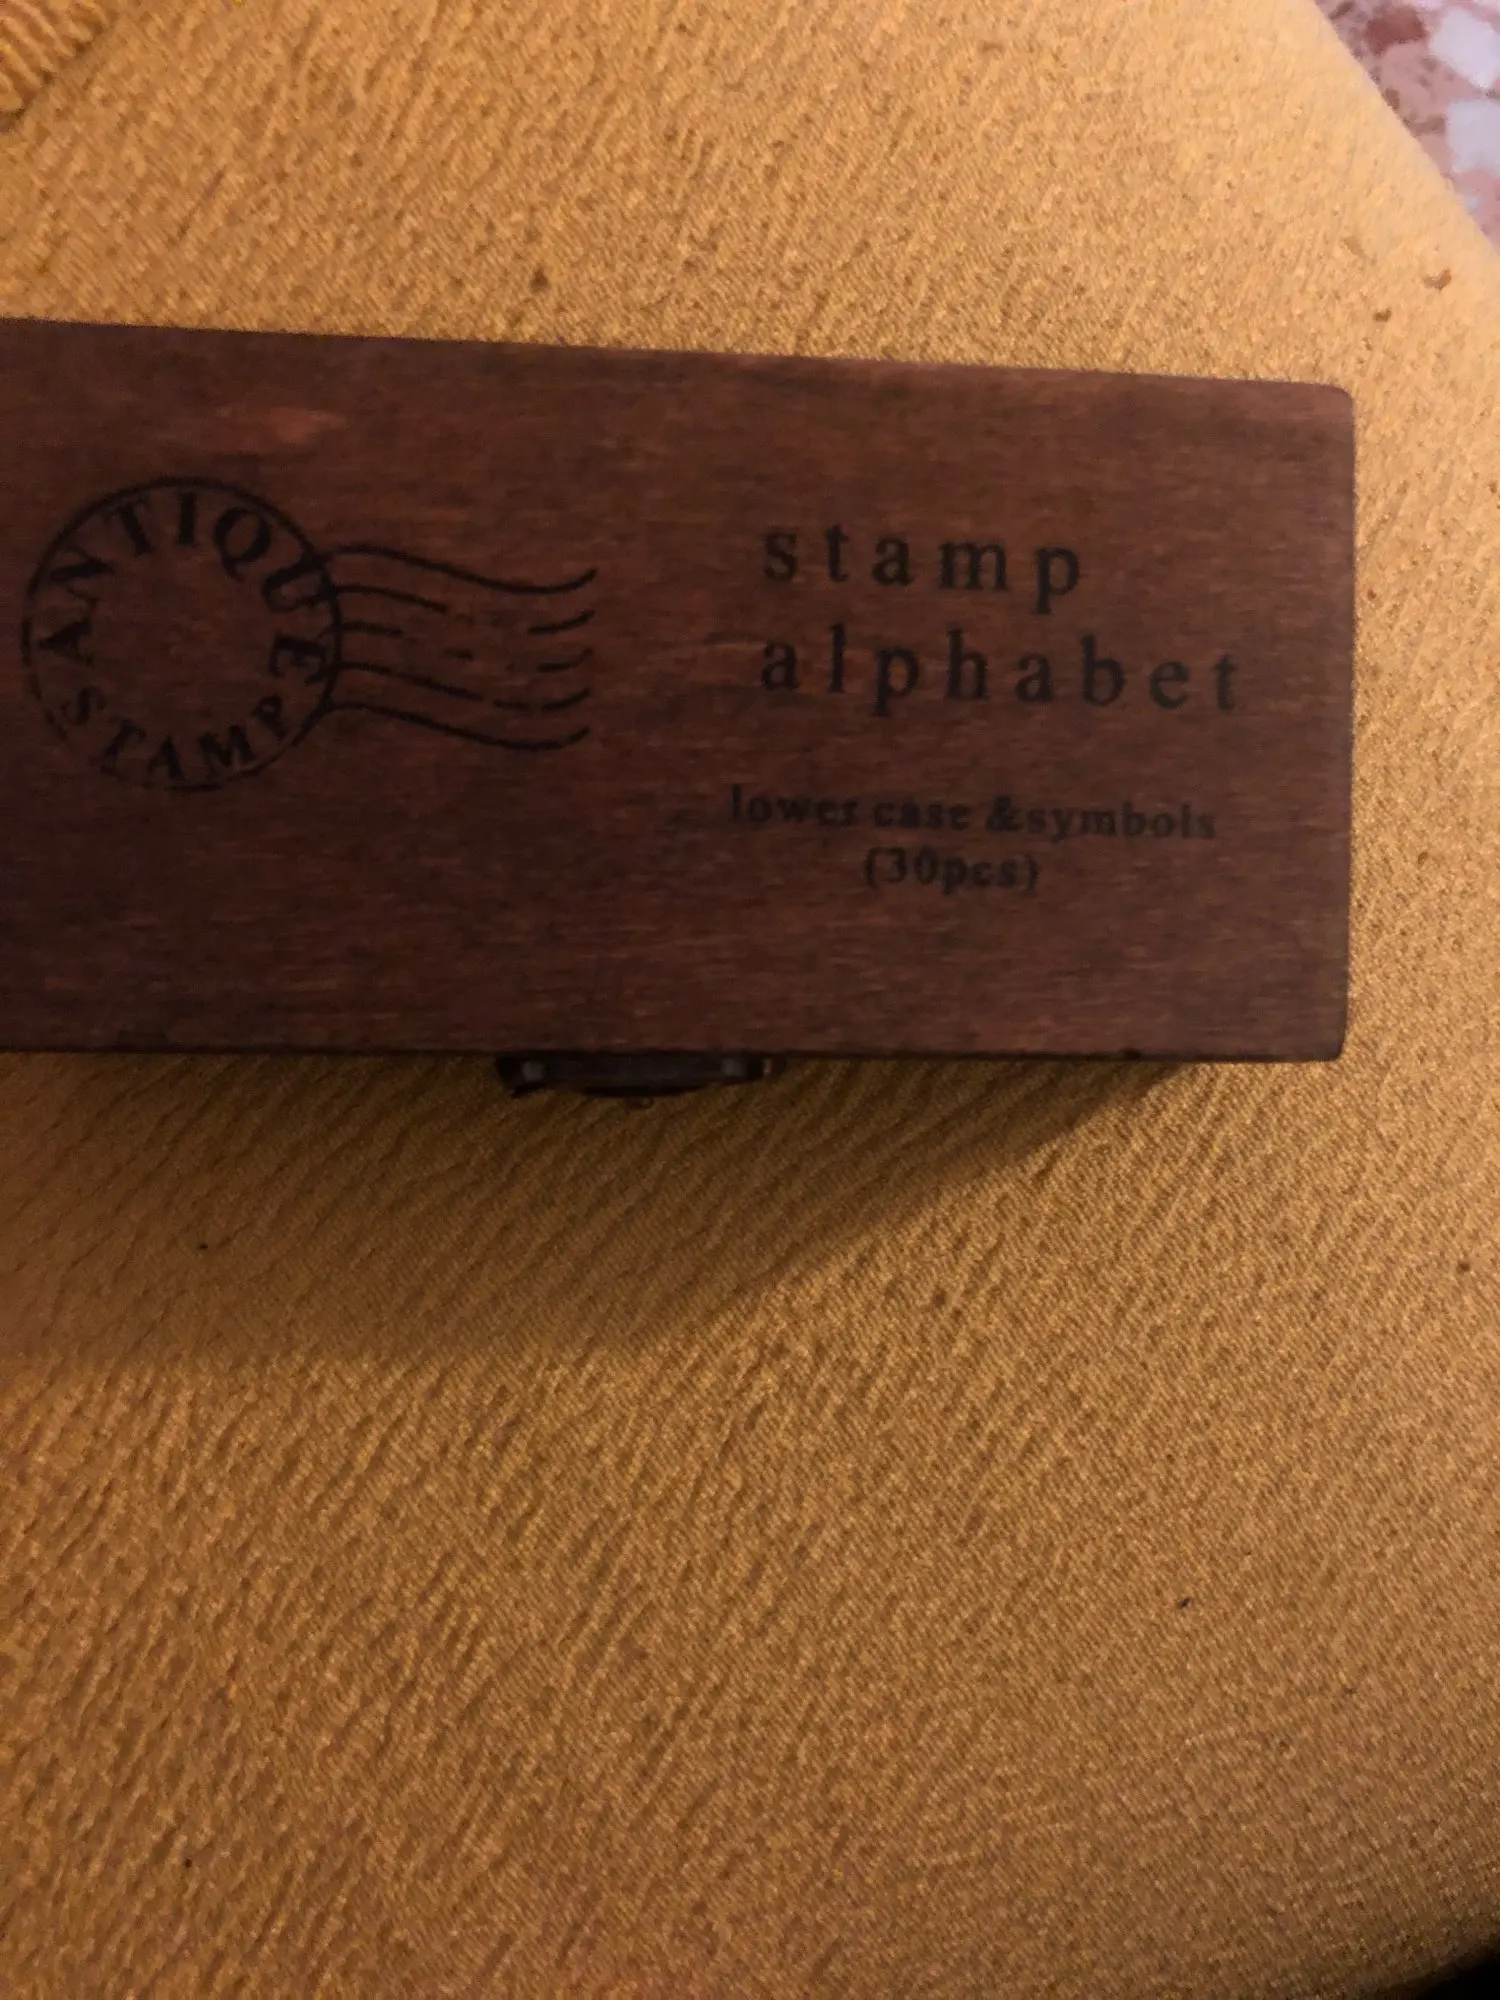 ANTIQUE
STAMP
stamp
alphabet
lower case &symbols
(30pcs)